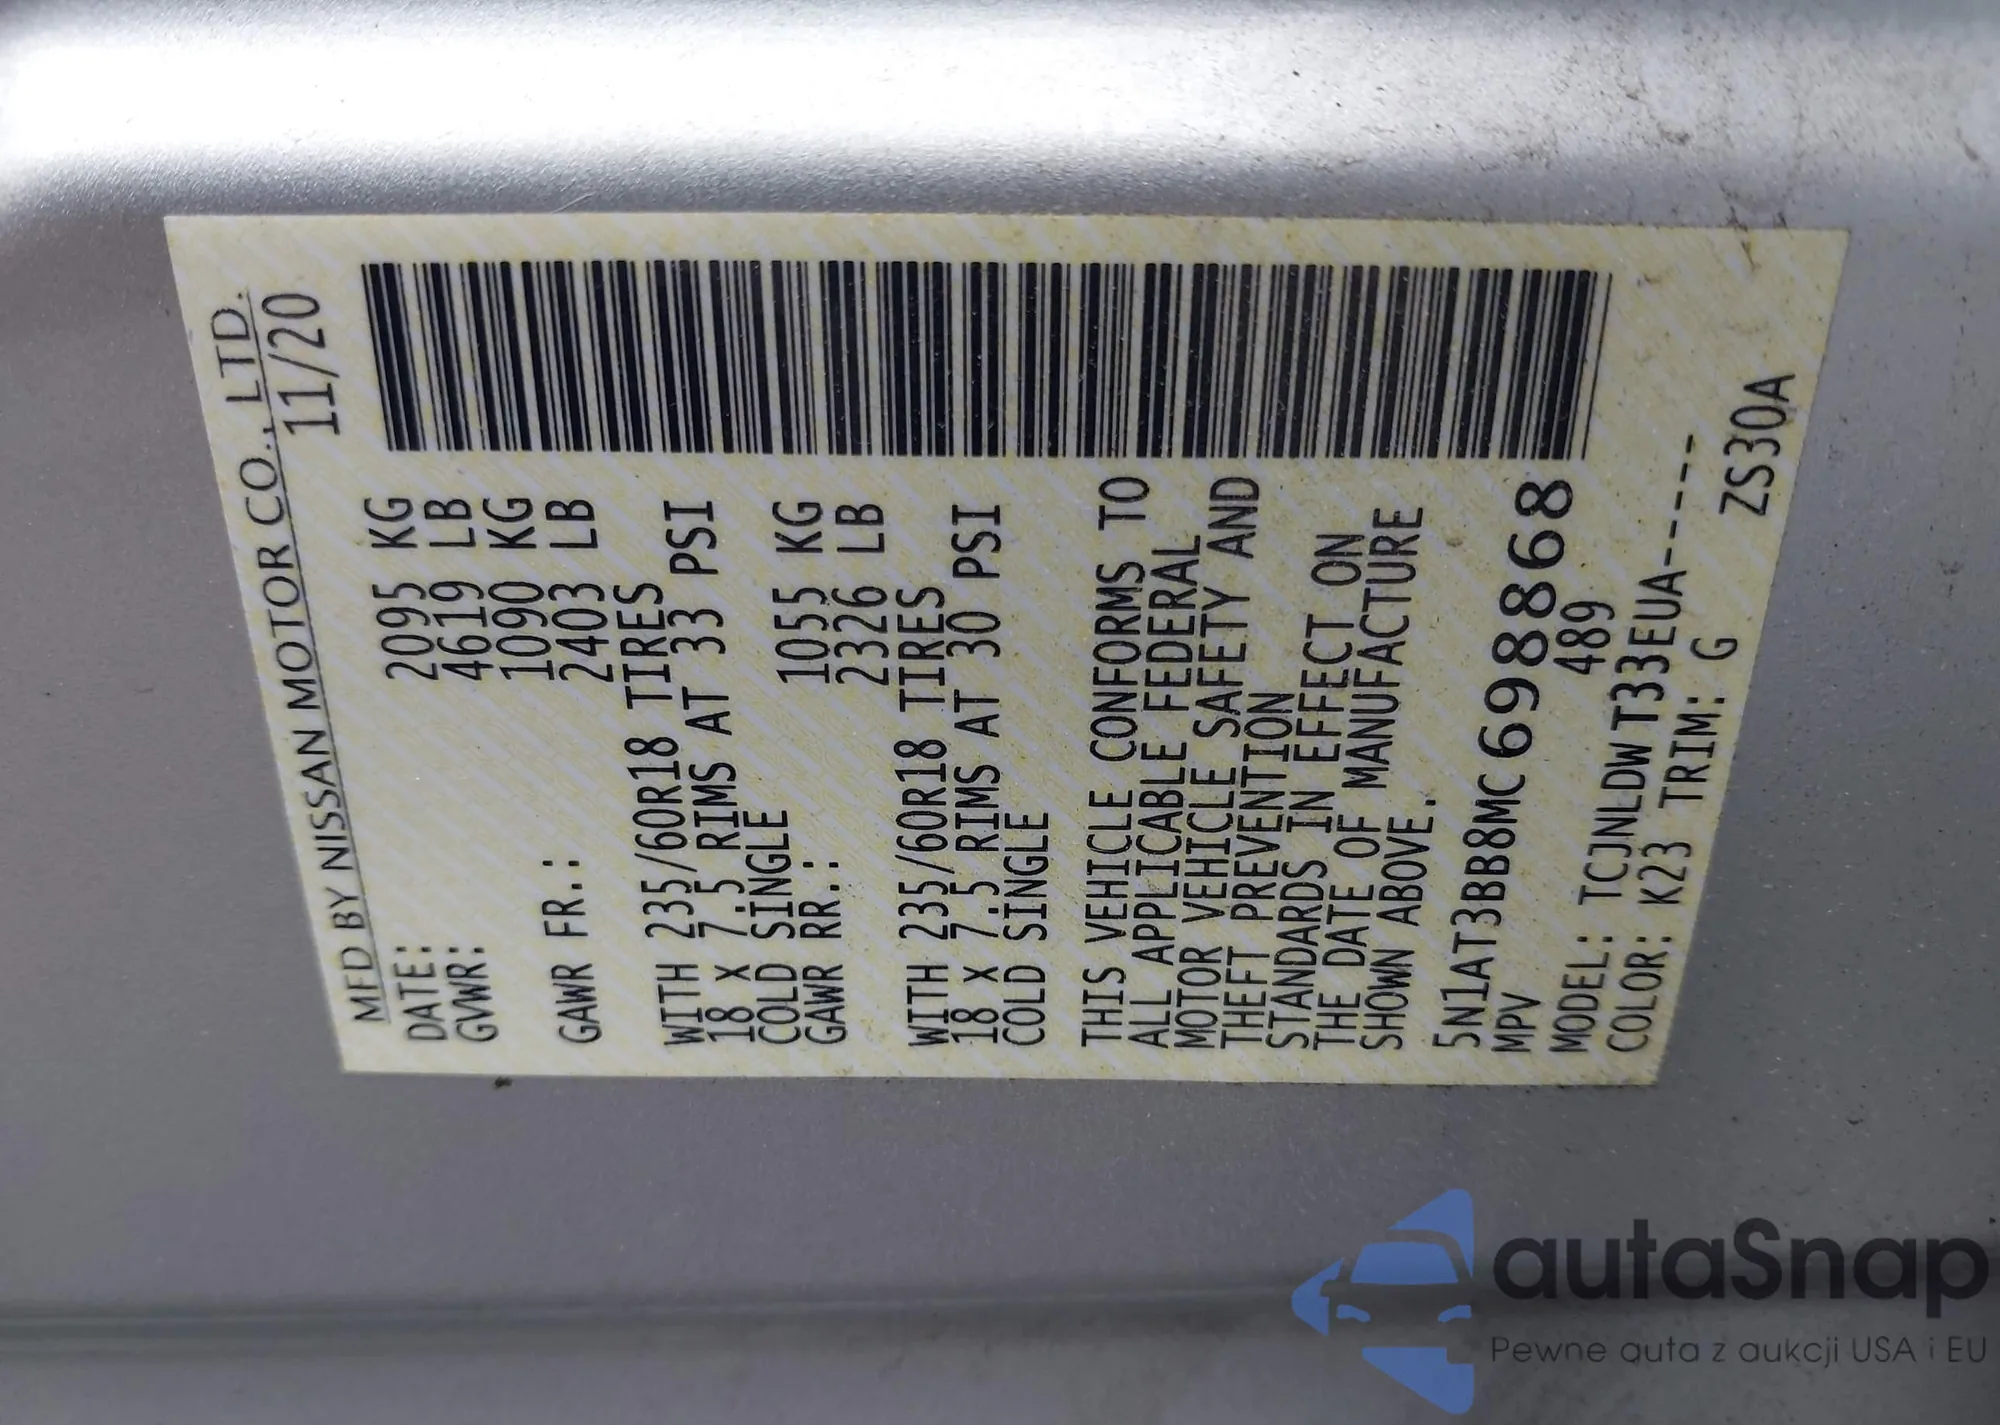 MFD BY NISSAN MOTOR CO., LTD.
DATE: 11/20
GVWR: 2095 KG
4619 LB
1090 KG
GAWR FR.: 2403 LB
WITH 235/60R18 TIRES
18 X 7.5 RIMS AT 33 PSI
COLD SINGLE
GAWR RR.: 1055 KG
2326 LB
WITH 235/60R18 TIRES
18 X 7.5 RIMS AT 30 PSI
COLD SINGLE
THIS VEHICLE CONFORMS TO
ALL APPLICABLE FEDERAL
MOTOR VEHICLE SAFETY AND
THEFT PREVENTION
STANDARDS IN EFFECT ON
THE DATE OF MANUFACTURE
SHOWN ABOVE.
5N1AT3BB8MC698868
MPV 489
MODEL: TCJNLDWT33EUA-----
COLOR: K23 TRIM: G
ZS30A
autaSnap
Pewne auta z aukcji USA i EU